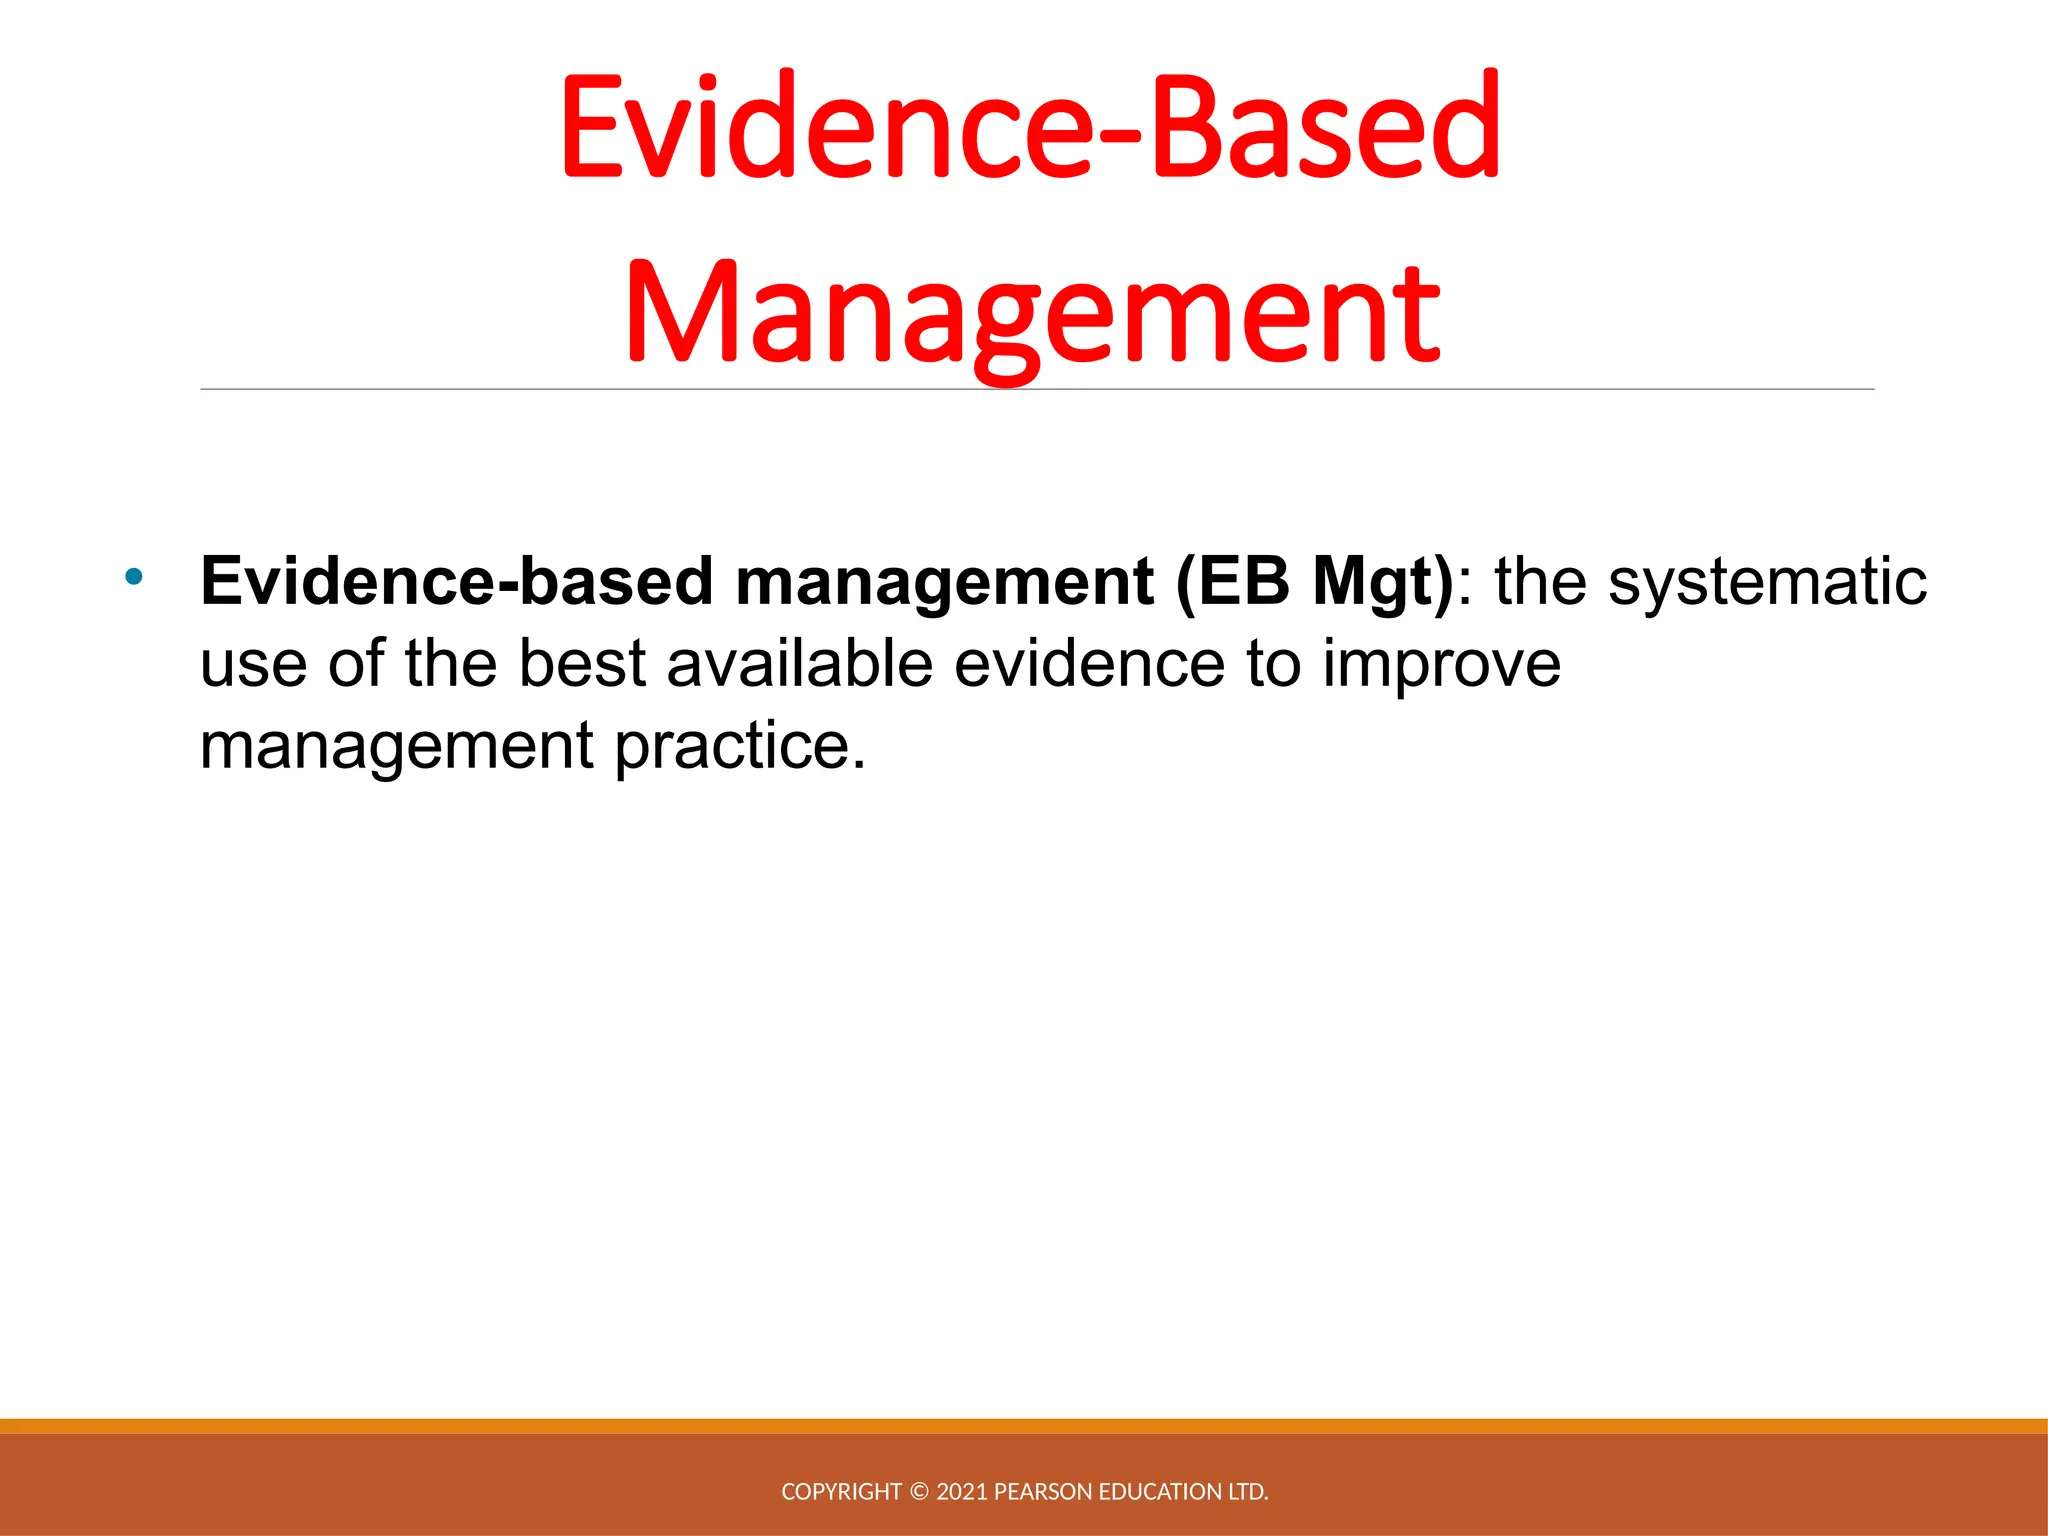 Evidence-Based
Management
• Evidence-based management (EB Mgt): the systematic
use of the best available evidence to improve
management practice.
COPYRIGHT © 2021 PEARSON EDUCATION LTD.